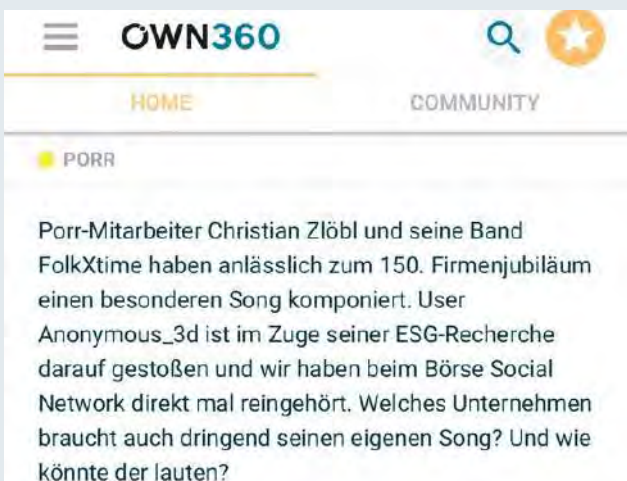 OWN360
HOME COMMUNITY
PORR
Porr-Mitarbeiter Christian Zlöbl und seine Band
FolkXtime haben anlässlich zum 150. Firmenjubiläum
einen besonderen Song komponiert. User
Anonymous_3d ist im Zuge seiner ESG-Recherche
darauf gestoßen und wir haben beim Börse Social
Network direkt mal reingehört. Welches Unternehmen
braucht auch dringend seinen eigenen Song? Und wie
könnte der lauten?